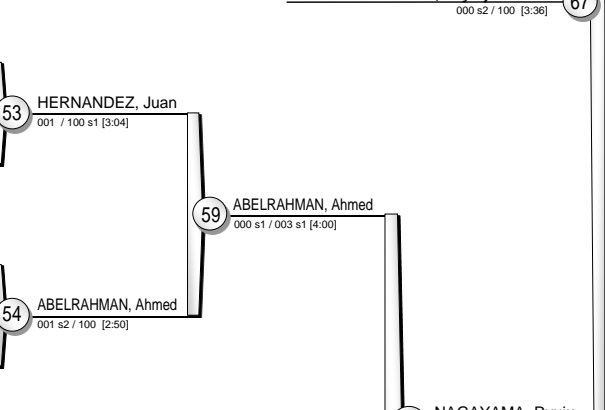 000 s2 / 100 [3:36]
67
53
HERNANDEZ, Juan
001 / 100 s1 [3:04]
59
ABELRAHMAN, Ahmed
000 s1 / 003 s1 [4:00]
54
ABELRAHMAN, Ahmed
001 s2 / 100 [2:50]
NAGAYAMA,